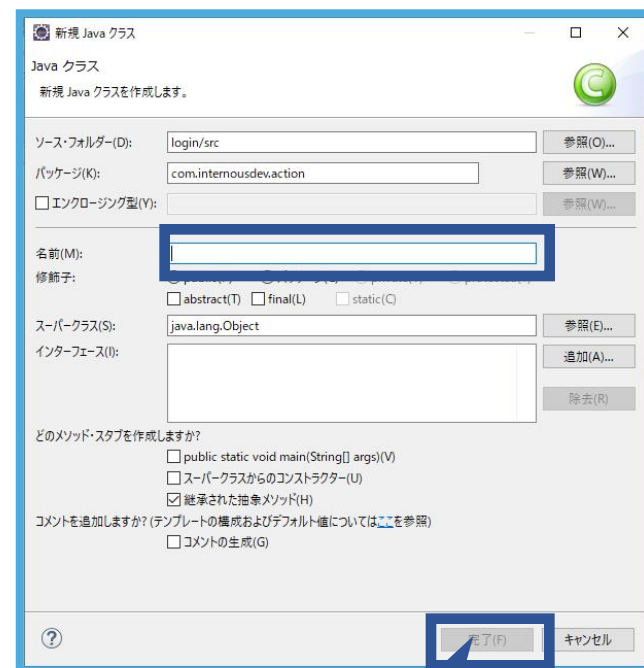 新規 Java クラス
Java クラス
新規 Java クラスを作成します。
ソース・フォルダー(D): login/src 参照(O)...
パッケージ(K): com.internousdev.action 参照(W)...
エンクロージング型(Y): 参照(W)...
名前(M):
修飾子:
abstract(T) final(L) static(C)
スーパークラス(S): java.lang.Object 参照(E)...
インターフェース(I): 追加(A)...
除去(R)
どのメソッド・スタブを作成しますか?
public static void main(String[] args)(V)
スーパークラスからのコンストラクター(U)
継承された抽象メソッド(H)
コメントを追加しますか? (テンプレートの構成およびデフォルト値についてはここを参照)
コメントの生成(G)
完了(F) キャンセル